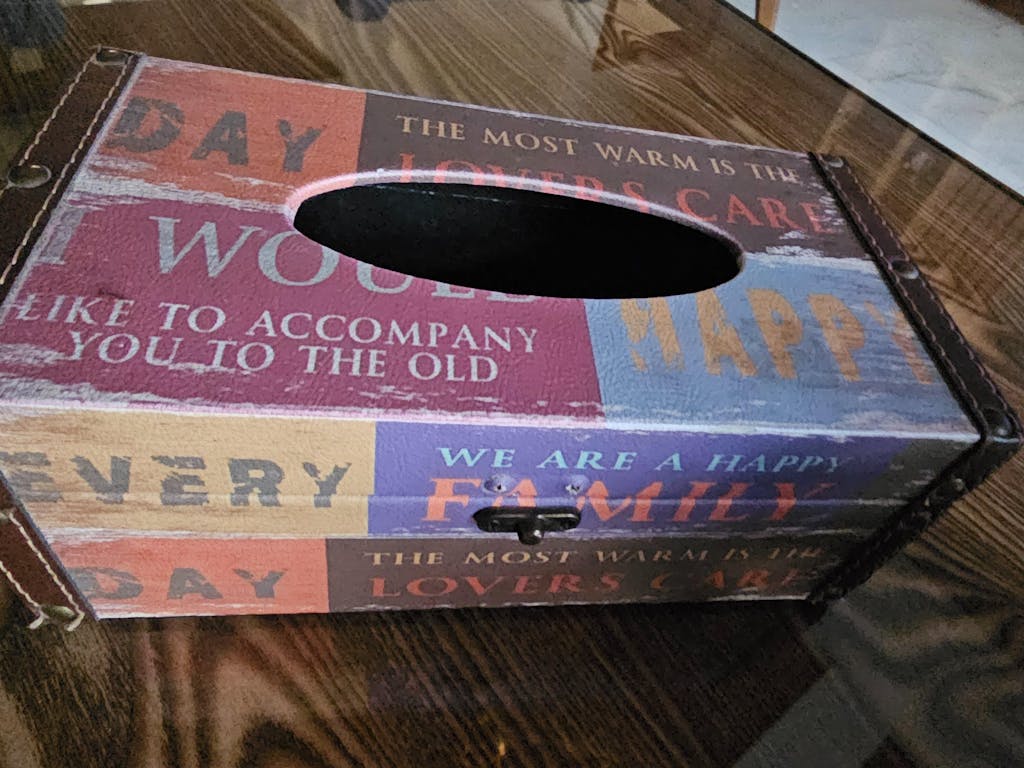 DAY
THE MOST WARM IS THE
LOVERS CARE
I WOULD
LIKE TO ACCOMPANY
YOU TO THE OLD
HAPPY
EVERY
WE ARE A HAPPY
FAMILY
DAY
THE MOST WARM IS THE
LOVERS CARE